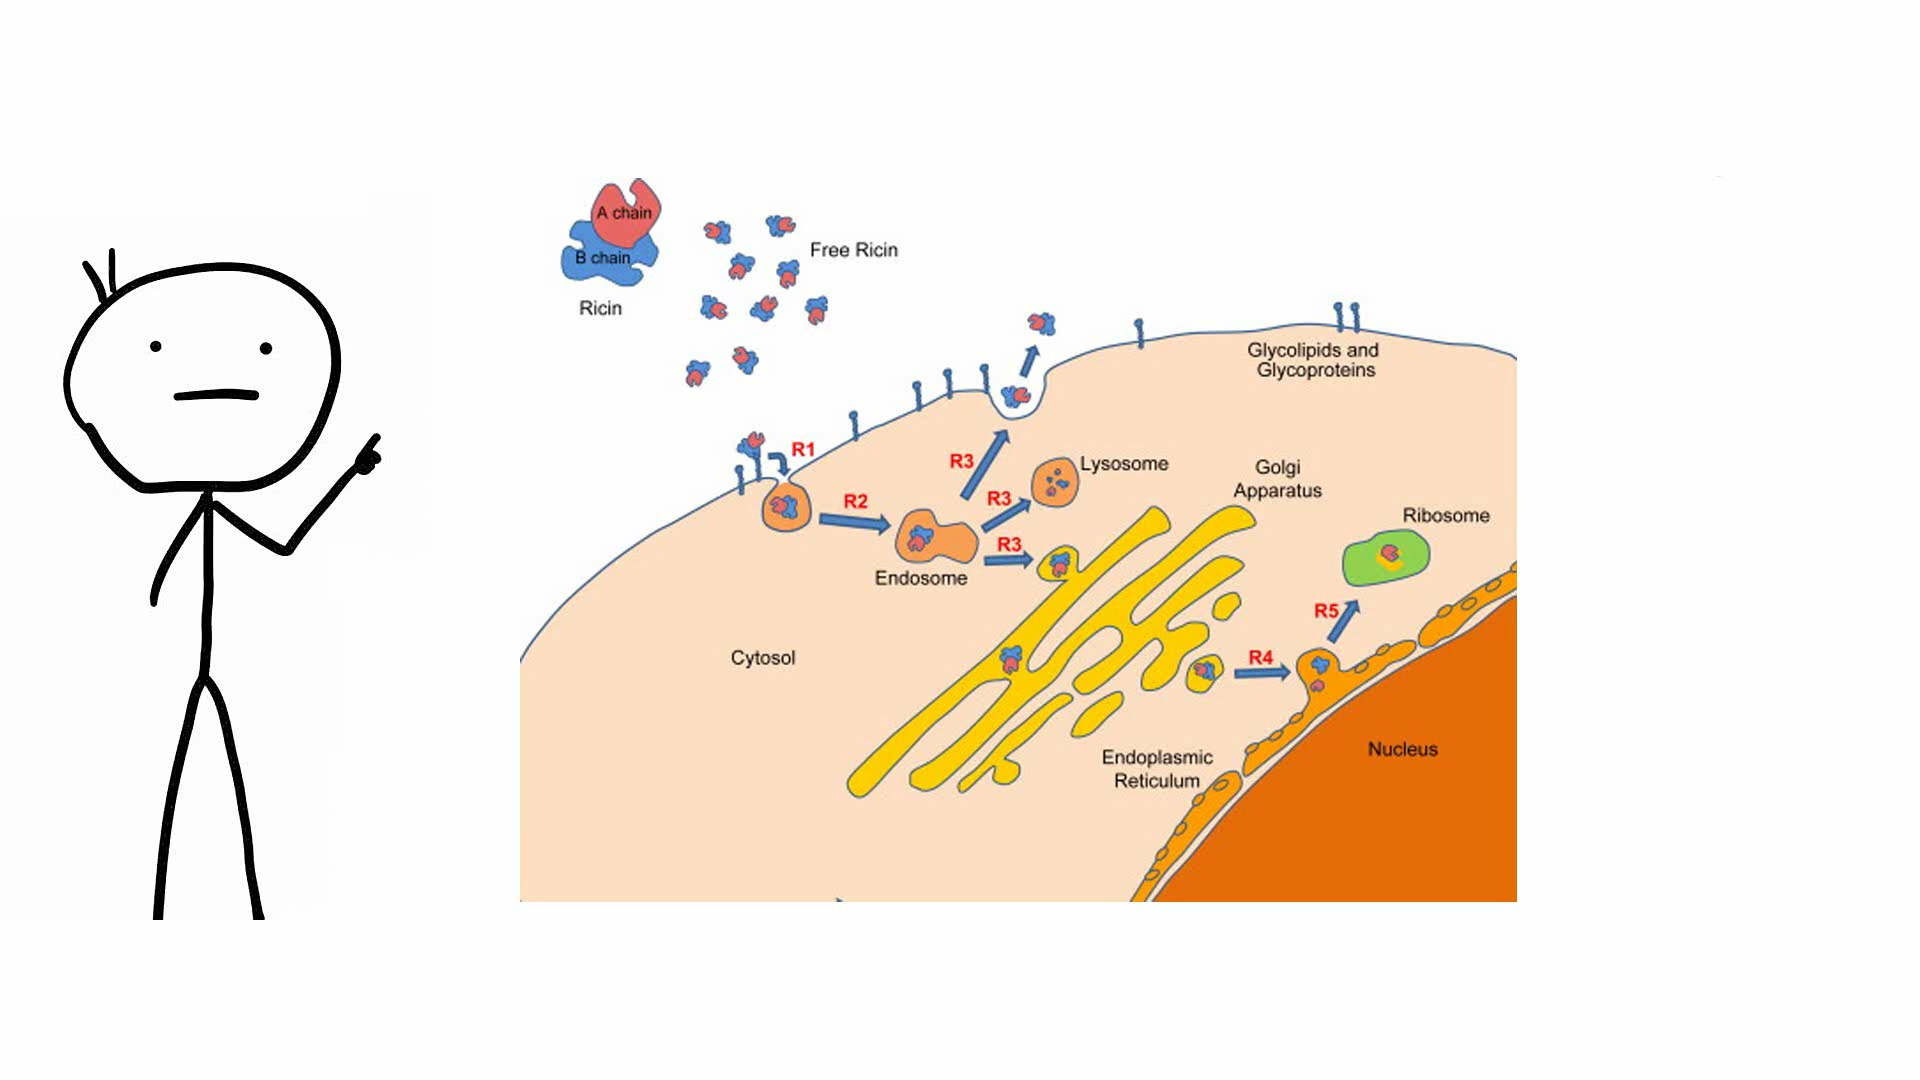 A chain
B chain
Ricin
Free Ricin
Glycolipids and
Glycoproteins
R1
R2
R3
R3
R3
Lysosome
Golgi
Apparatus
Ribosome
Endosome
R5
Cytosol
R4
Endoplasmic
Reticulum
Nucleus